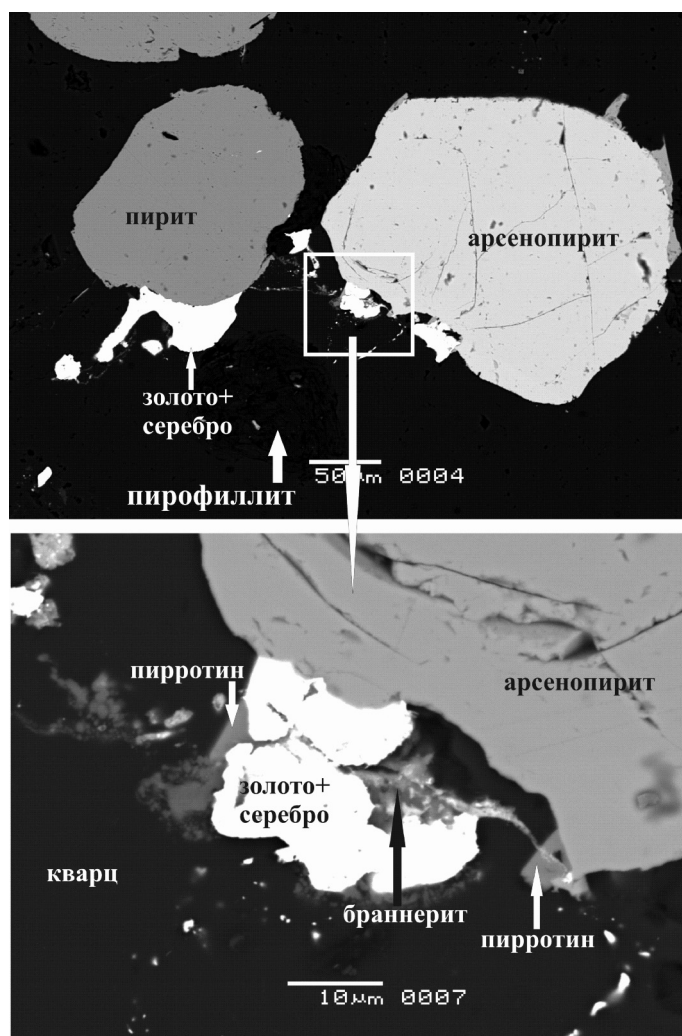 пирит
арсенопирит
золото+
серебро
50μm 0004
пирофиллит
пирротин
арсенопирит
золото+
серебро
кварц
браннерит
пирротин
10μm 0007